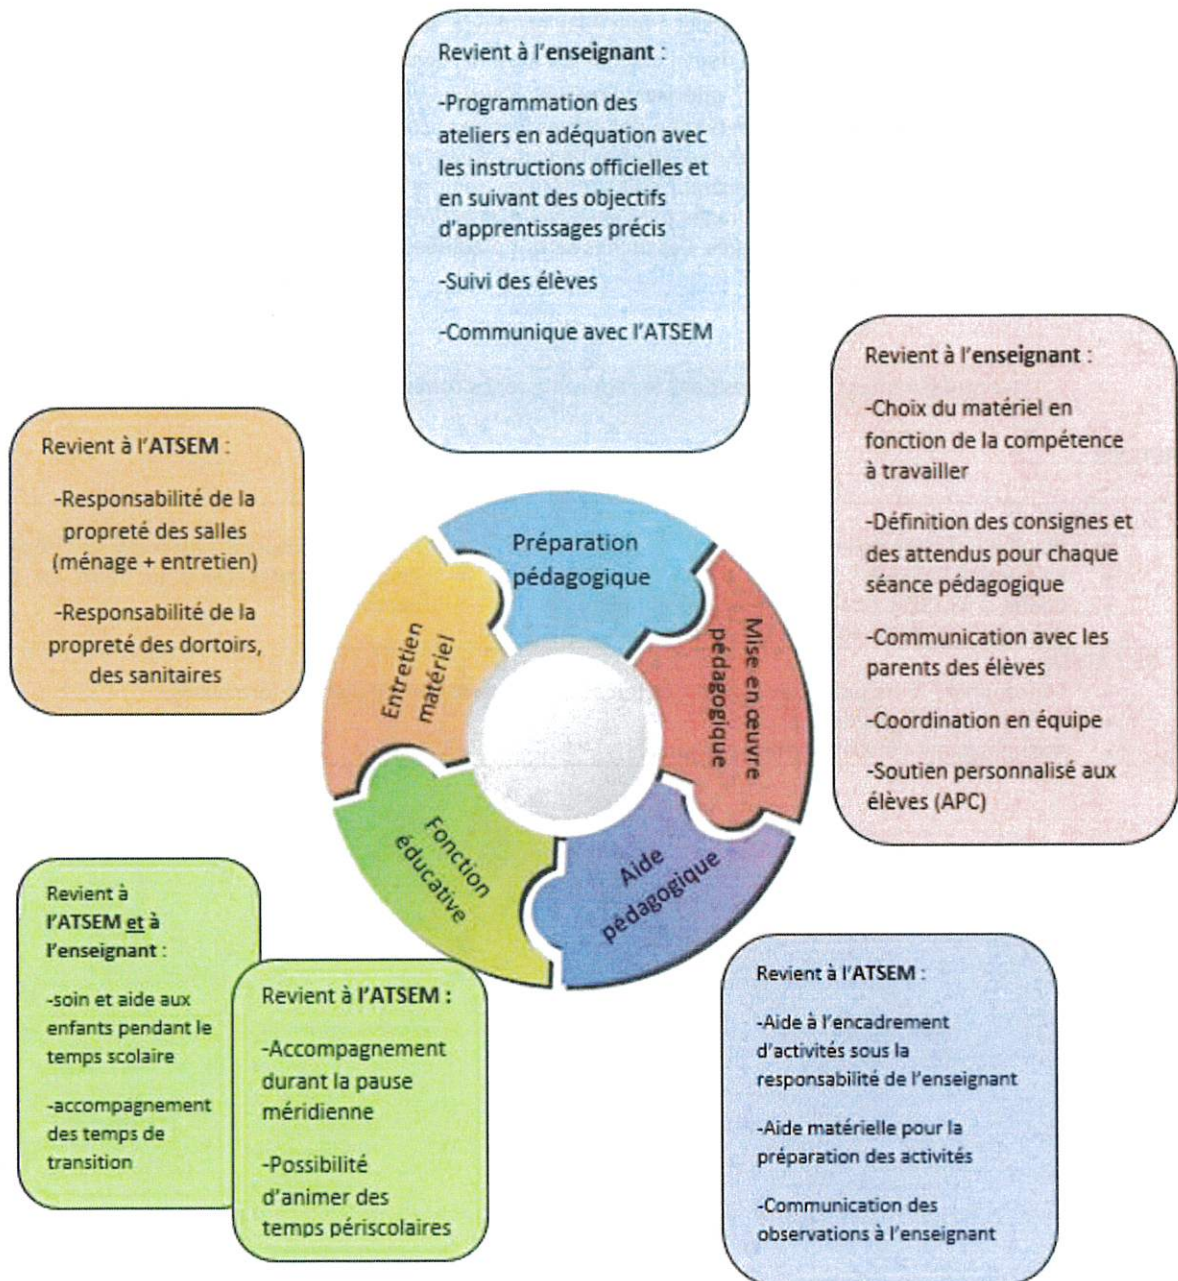 Revient à l'enseignant :
-Programmation des
ateliers en adéquation avec
les instructions officielles et
en suivant des objectifs
d'apprentissages précis
-Suivi des élèves
-Communique avec l'ATSEM
Revient à l'enseignant :
-Choix du matériel en
fonction de la compétence
à travailler
-Définition des consignes et
des attendus pour chaque
séance pédagogique
-Communication avec les
parents des élèves
-Coordination en équipe
-Soutien personnalisé aux
élèves (APC)
Revient à l'ATSEM :
-Responsabilité de la
propreté des salles
(ménage + entretien)
-Responsabilité de la
propreté des dortoirs,
des sanitaires
Préparation
pédagogique
Mise en œuvre
pédagogique
Aide
pédagogique
Fonction
éducative
Entretien
matériel
Revient à
l'ATSEM et à
l'enseignant :
-soin et aide aux
enfants pendant le
temps scolaire
-accompagnement
des temps de
transition
Revient à l'ATSEM :
-Accompagnement
durant la pause
méridienne
-Possibilité
d'animer des
temps périscolaires
Revient à l'ATSEM :
-Aide à l'encadrement
d'activités sous la
responsabilité de l'enseignant
-Aide matérielle pour la
préparation des activités
-Communication des
observations à l'enseignant